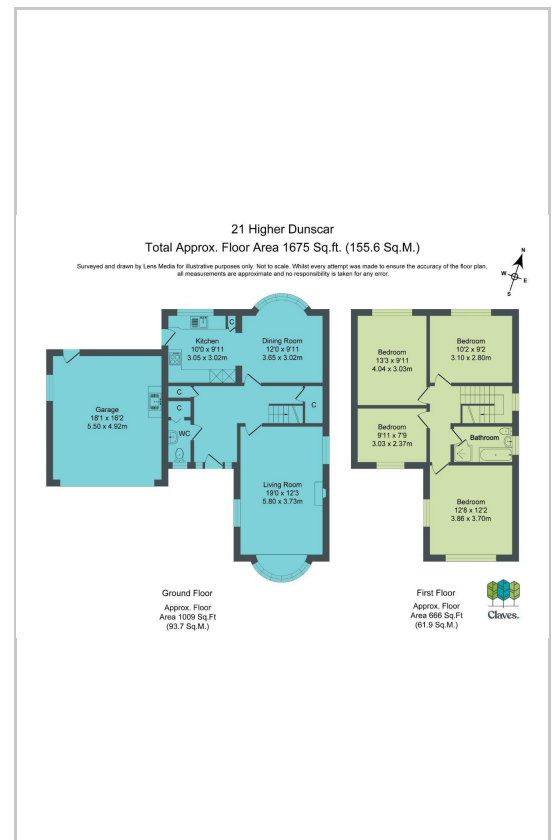 21 Higher Dunscar
Total Approx. Floor Area 1675 Sq.ft. (155.6 Sq.M.)
Surveyed and drawn by Lens Media for illustrative purposes only. Not to scale. Whilst every attempt was made to ensure the accuracy of the floor plan,
all measurements are approximate and no responsibility is taken for any error.
N
W
E
S
Kitchen
10'0 x 9'11
3.05 x 3.02m
C
Dining Room
12'0 x 9'11
3.65 x 3.02m
Garage
18'1 x 16'2
5.50 x 4.92m
C
C
WC
C
Living Room
19'0 x 12'3
5.80 x 3.73m
Bedroom
13'3 x 9'11
4.04 x 3.03m
Bedroom
10'2 x 9'2
3.10 x 2.80m
Bedroom
9'11 x 7'9
3.03 x 2.37m
Bathroom
Bedroom
12'8 x 12'2
3.86 x 3.70m
Ground Floor
Approx. Floor
Area 1009 Sq.Ft
(93.7 Sq.M.)
First Floor
Approx. Floor
Area 666 Sq.Ft
(61.9 Sq.M.)
Claves.